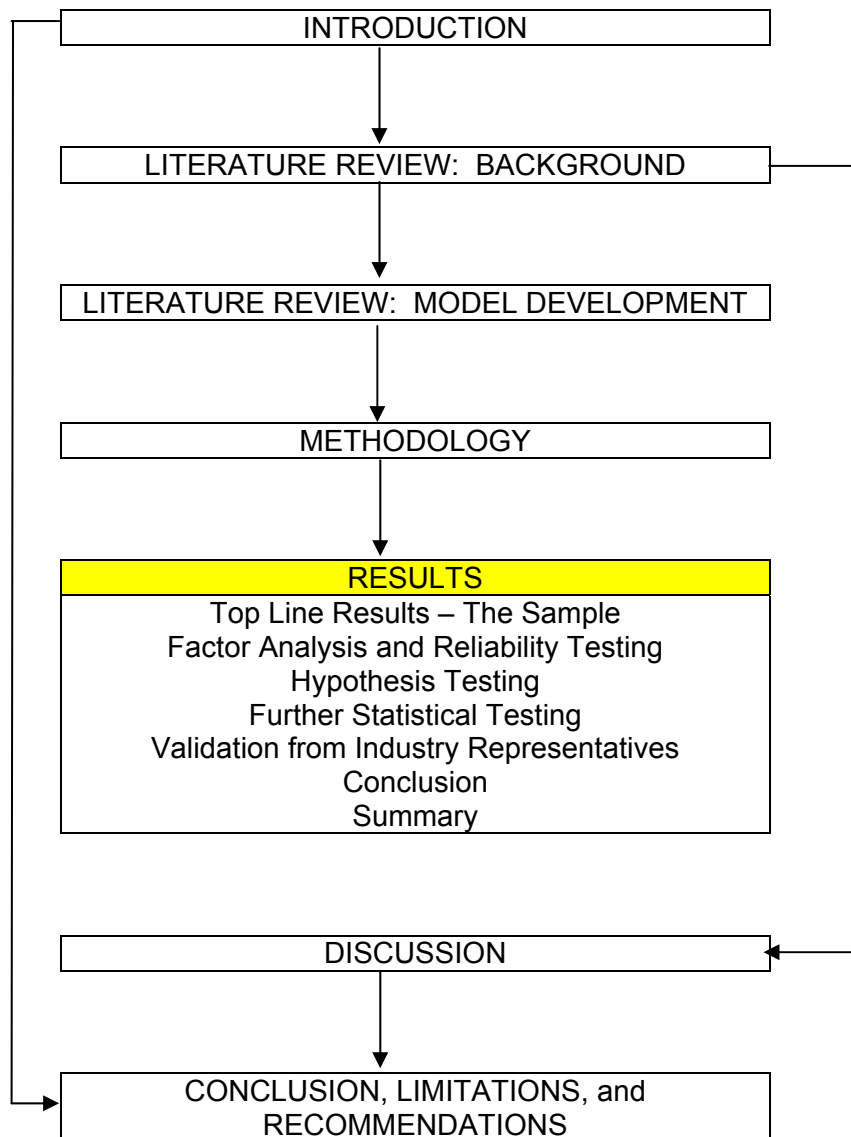 INTRODUCTION
LITERATURE REVIEW: BACKGROUND
LITERATURE REVIEW: MODEL DEVELOPMENT
METHODOLOGY
RESULTS
Top Line Results – The Sample
Factor Analysis and Reliability Testing
Hypothesis Testing
Further Statistical Testing
Validation from Industry Representatives
Conclusion
Summary
DISCUSSION
CONCLUSION, LIMITATIONS, and
RECOMMENDATIONS